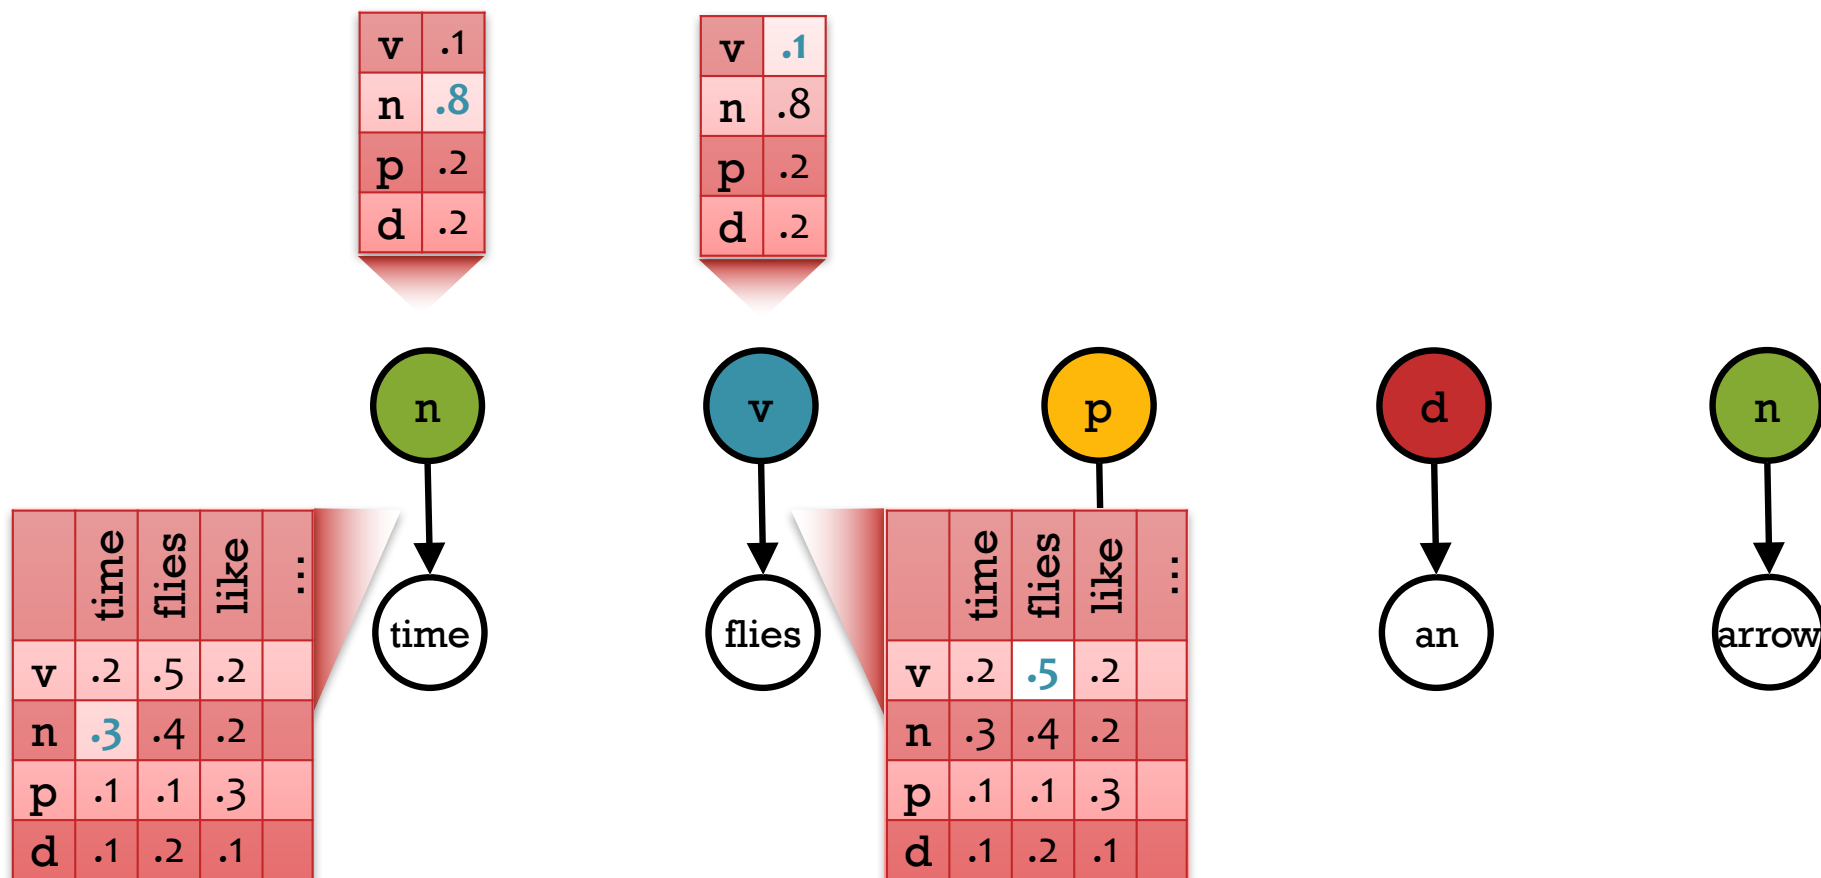 v .1
n .8
p .2
d .2
v .1
n .8
p .2
d .2
n v p d n
time flies an arrow
time flies like ...
v .2 .5 .2
n .3 .4 .2
p .1 .1 .3
d .1 .2 .1
time flies like ...
v .2 .5 .2
n .3 .4 .2
p .1 .1 .3
d .1 .2 .1